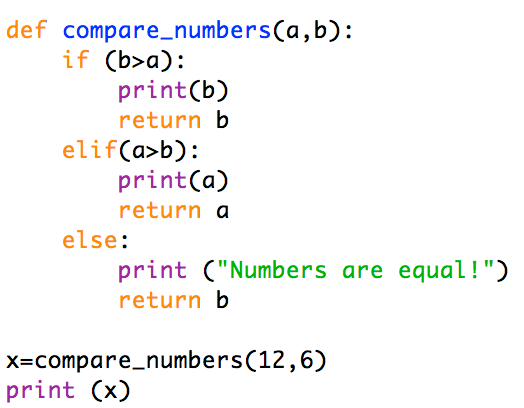 def compare_numbers(a,b):
    if (b>a):
        print(b)
        return b
    elif(a>b):
        print(a)
        return a
    else:
        print ("Numbers are equal!")
        return b

x=compare_numbers(12,6)
print (x)